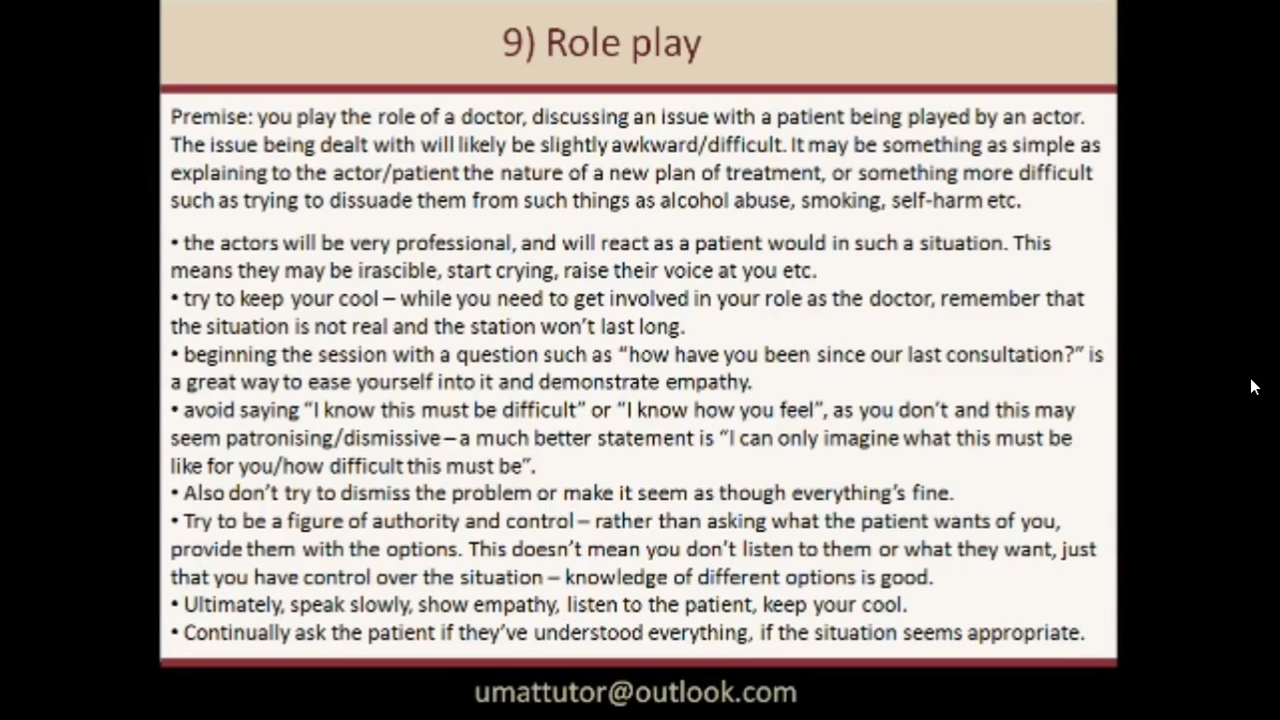 9) Role play
Premise: you play the role of a doctor, discussing an issue with a patient being played by an actor.
The issue being dealt with will likely be slightly awkward/difficult. It may be something as simple as
explaining to the actor/patient the nature of a new plan of treatment, or something more difficult
such as trying to dissuade them from such things as alcohol abuse, smoking, self-harm etc.
• the actors will be very professional, and will react as a patient would in such a situation. This
means they may be irascible, start crying, raise their voice at you etc.
• try to keep your cool – while you need to get involved in your role as the doctor, remember that
the situation is not real and the station won't last long.
• beginning the session with a question such as “how have you been since our last consultation?” is
a great way to ease yourself into it and demonstrate empathy.
• avoid saying “I know this must be difficult” or “I know how you feel”, as you don't and this may
seem patronising/dismissive – a much better statement is “I can only imagine what this must be
like for you/how difficult this must be”.
• Also don't try to dismiss the problem or make it seem as though everything's fine.
• Try to be a figure of authority and control – rather than asking what the patient wants of you,
provide them with the options. This doesn't mean you don't listen to them or what they want, just
that you have control over the situation – knowledge of different options is good.
• Ultimately, speak slowly, show empathy, listen to the patient, keep your cool.
• Continually ask the patient if they've understood everything, if the situation seems appropriate.
umattutor@outlook.com